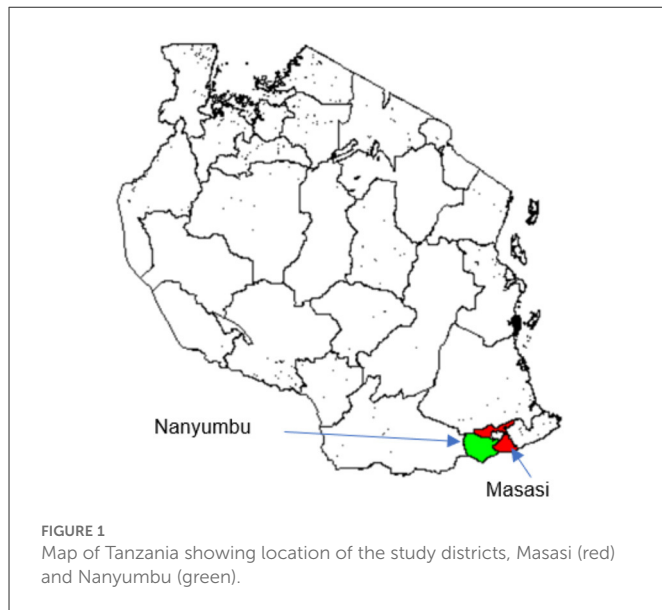 Nanyumbu
Masasi
FIGURE 1
Map of Tanzania showing location of the study districts, Masasi (red)
and Nanyumbu (green).